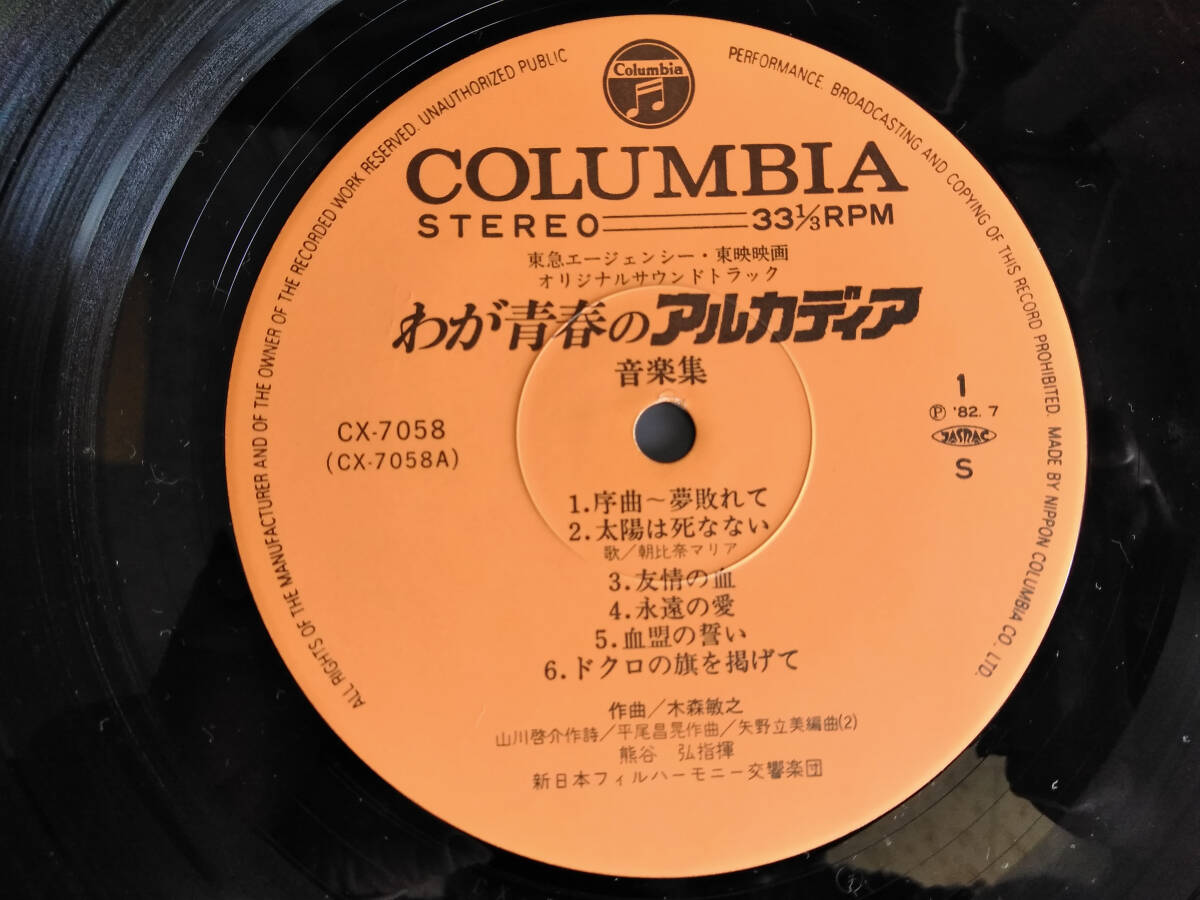 Columbia
ALL RIGHTS OF THE MANUFACTURER AND OF THE OWNER OF THE RECORDED WORK RESERVED. UNAUTHORIZED PUBLIC PERFORMANCE. BROADCASTING AND COPYING OF THIS RECORD PROHIBITED. MADE BY NIPPON COLUMBIA CO. LTD.
COLUMBIA
STEREO 33⅓RPM
東急エージェンシー・東映映画
オリジナルサウンドトラック
わが青春のアルカディア
音楽集
CX-7058
(CX-7058A)
1
Ⓟ '82. 7
JASRAC
S
1.序曲~夢敗れて
2.太陽は死なない
歌/朝比奈マリア
3.友情の血
4.永遠の愛
5.血盟の誓い
6.ドクロの旗を掲げて
作曲/木森敏之
山川啓介作詩/平尾昌晃作曲/矢野立美編曲(2)
熊谷 弘指揮
新日本フィルハーモニー交響楽団